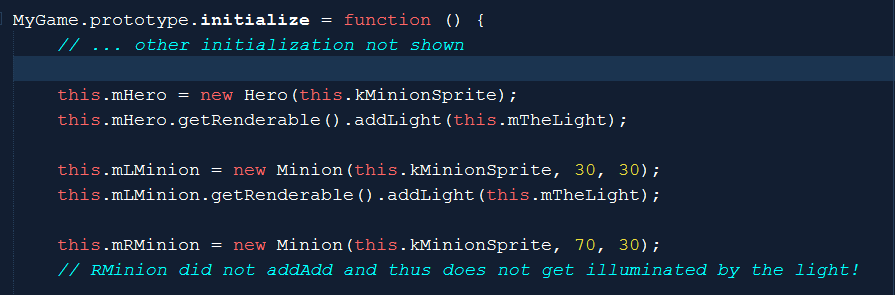 MyGame.prototype.initialize = function () {
// ... other initialization not shown
this.mHero = new Hero(this.kMinionSprite);
this.mHero.getRenderable().addLight(this.mTheLight);
this.mLMinion = new Minion(this.kMinionSprite, 30, 30);
this.mLMinion.getRenderable().addLight(this.mTheLight);
this.mRMinion = new Minion(this.kMinionSprite, 70, 30);
// RMinion did not addAdd and thus does not get illuminated by the light!